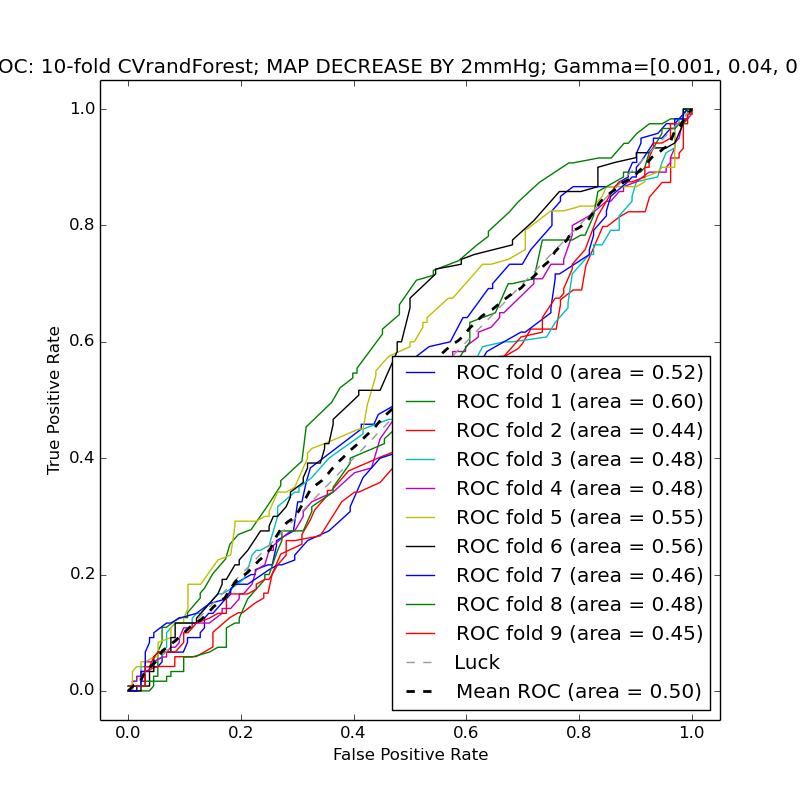 OC: 10-fold CVrandForest; MAP DECREASE BY 2mmHg; Gamma=[0.001, 0.04, 0
1.0
0.8
0.6
0.4
0.2
0.0
True Positive Rate
ROC fold 0 (area = 0.52)
ROC fold 1 (area = 0.60)
ROC fold 2 (area = 0.44)
ROC fold 3 (area = 0.48)
ROC fold 4 (area = 0.48)
ROC fold 5 (area = 0.55)
ROC fold 6 (area = 0.56)
ROC fold 7 (area = 0.46)
ROC fold 8 (area = 0.48)
ROC fold 9 (area = 0.45)
Luck
Mean ROC (area = 0.50)
0.0 0.2 0.4 0.6 0.8 1.0
False Positive Rate